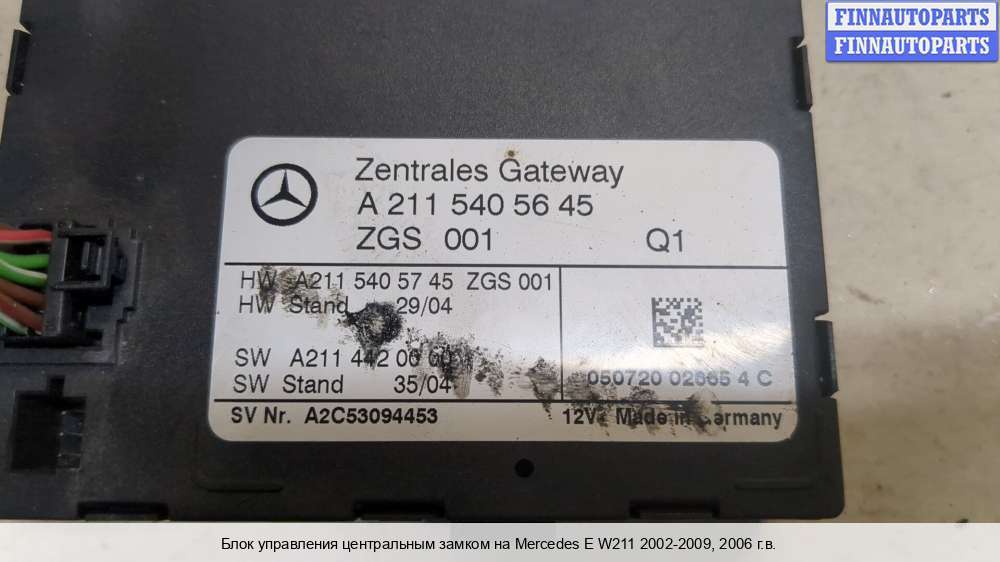 FINNAUTOPARTS
FINNAUTOPARTS
Zentrales Gateway
A 211 540 56 45
ZGS 001 Q1
HW A211 540 57 45 ZGS 001
HW Stand 29/04
SW A211 442 00 00
SW Stand 35/04
050720 4 C
SV Nr. A2C53094453
12V Made in Germany
Блок управления центральным замком на Mercedes E W211 2002-2009, 2006 г.в.